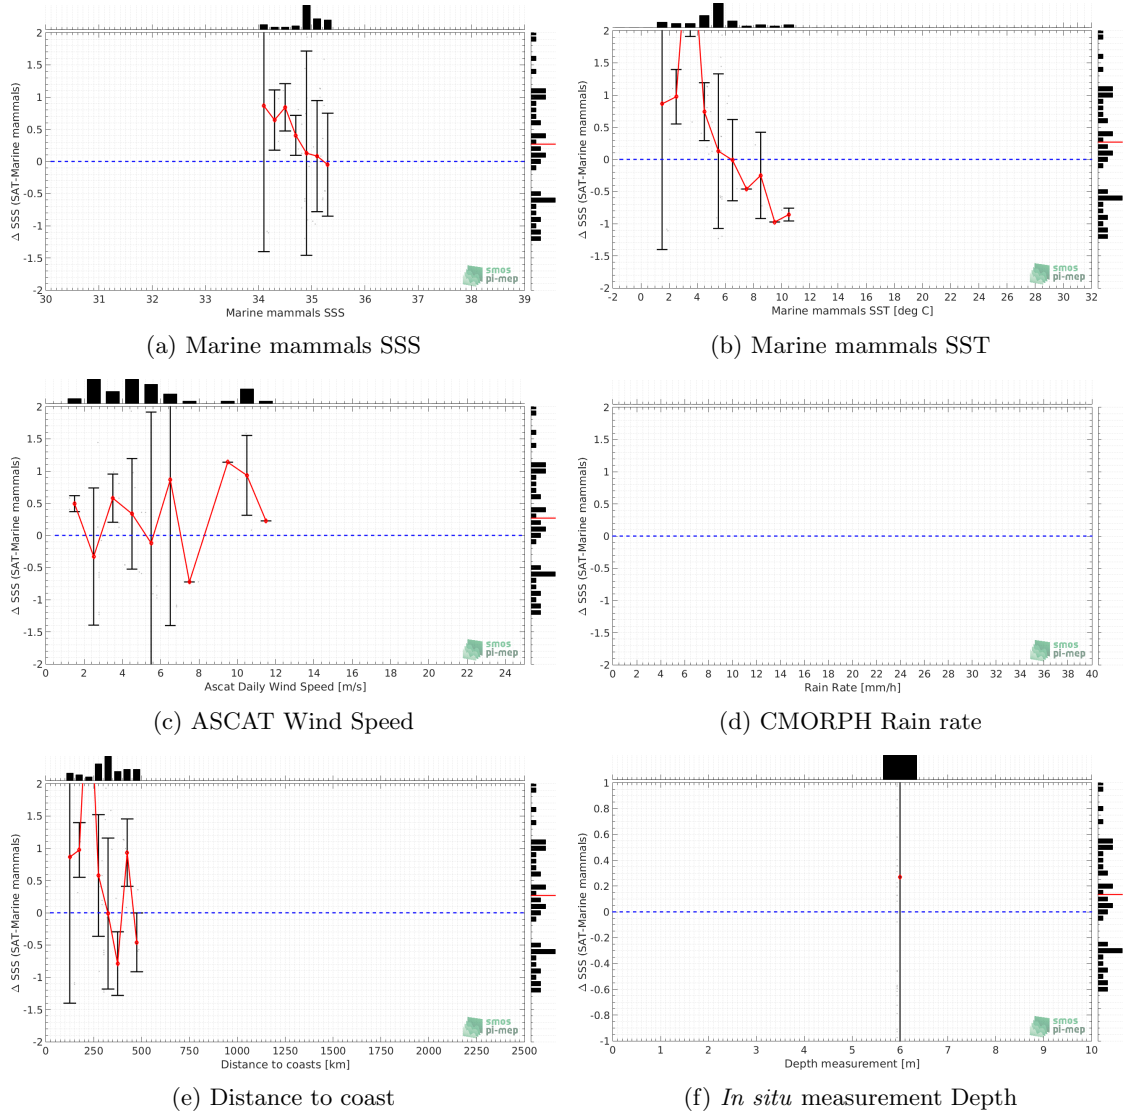 2
1.5
1
0.5
0
-0.5
-1
-1.5
-2
Δ SSS (SAT-Marine mammals)
30 31 32 33 34 35 36 37 38 39
Marine mammals SSS
smos
pi-mep
(a) Marine mammals SSS
2
1.5
1
0.5
0
-0.5
-1
-1.5
-2
Δ SSS (SAT-Marine mammals)
-2 0 2 4 6 8 10 12 14 16 18 20 22 24 26 28 30 32
Marine mammals SST [deg C]
smos
pi-mep
(b) Marine mammals SST
2
1.5
1
0.5
0
-0.5
-1
-1.5
-2
Δ SSS (SAT-Marine mammals)
0 2 4 6 8 10 12 14 16 18 20 22 24
Ascat Daily Wind Speed [m/s]
smos
pi-mep
(c) ASCAT Wind Speed
2
1.5
1
0.5
0
-0.5
-1
-1.5
-2
Δ SSS (SAT-Marine mammals)
0 2 4 6 8 10 12 14 16 18 20 22 24 26 28 30 32 34 36 38 40
Rain Rate [mm/h]
smos
pi-mep
(d) CMORPH Rain rate
2
1.5
1
0.5
0
-0.5
-1
-1.5
-2
Δ SSS (SAT-Marine mammals)
0 250 500 750 1000 1250 1500 1750 2000 2250 2500
Distance to coasts [km]
smos
pi-mep
(e) Distance to coast
1
0.8
0.6
0.4
0.2
0
-0.2
-0.4
-0.6
-0.8
-1
Δ SSS (SAT-Marine mammals)
0 1 2 3 4 5 6 7 8 9 10
Depth measurement [m]
smos
pi-mep
(f) In situ measurement Depth